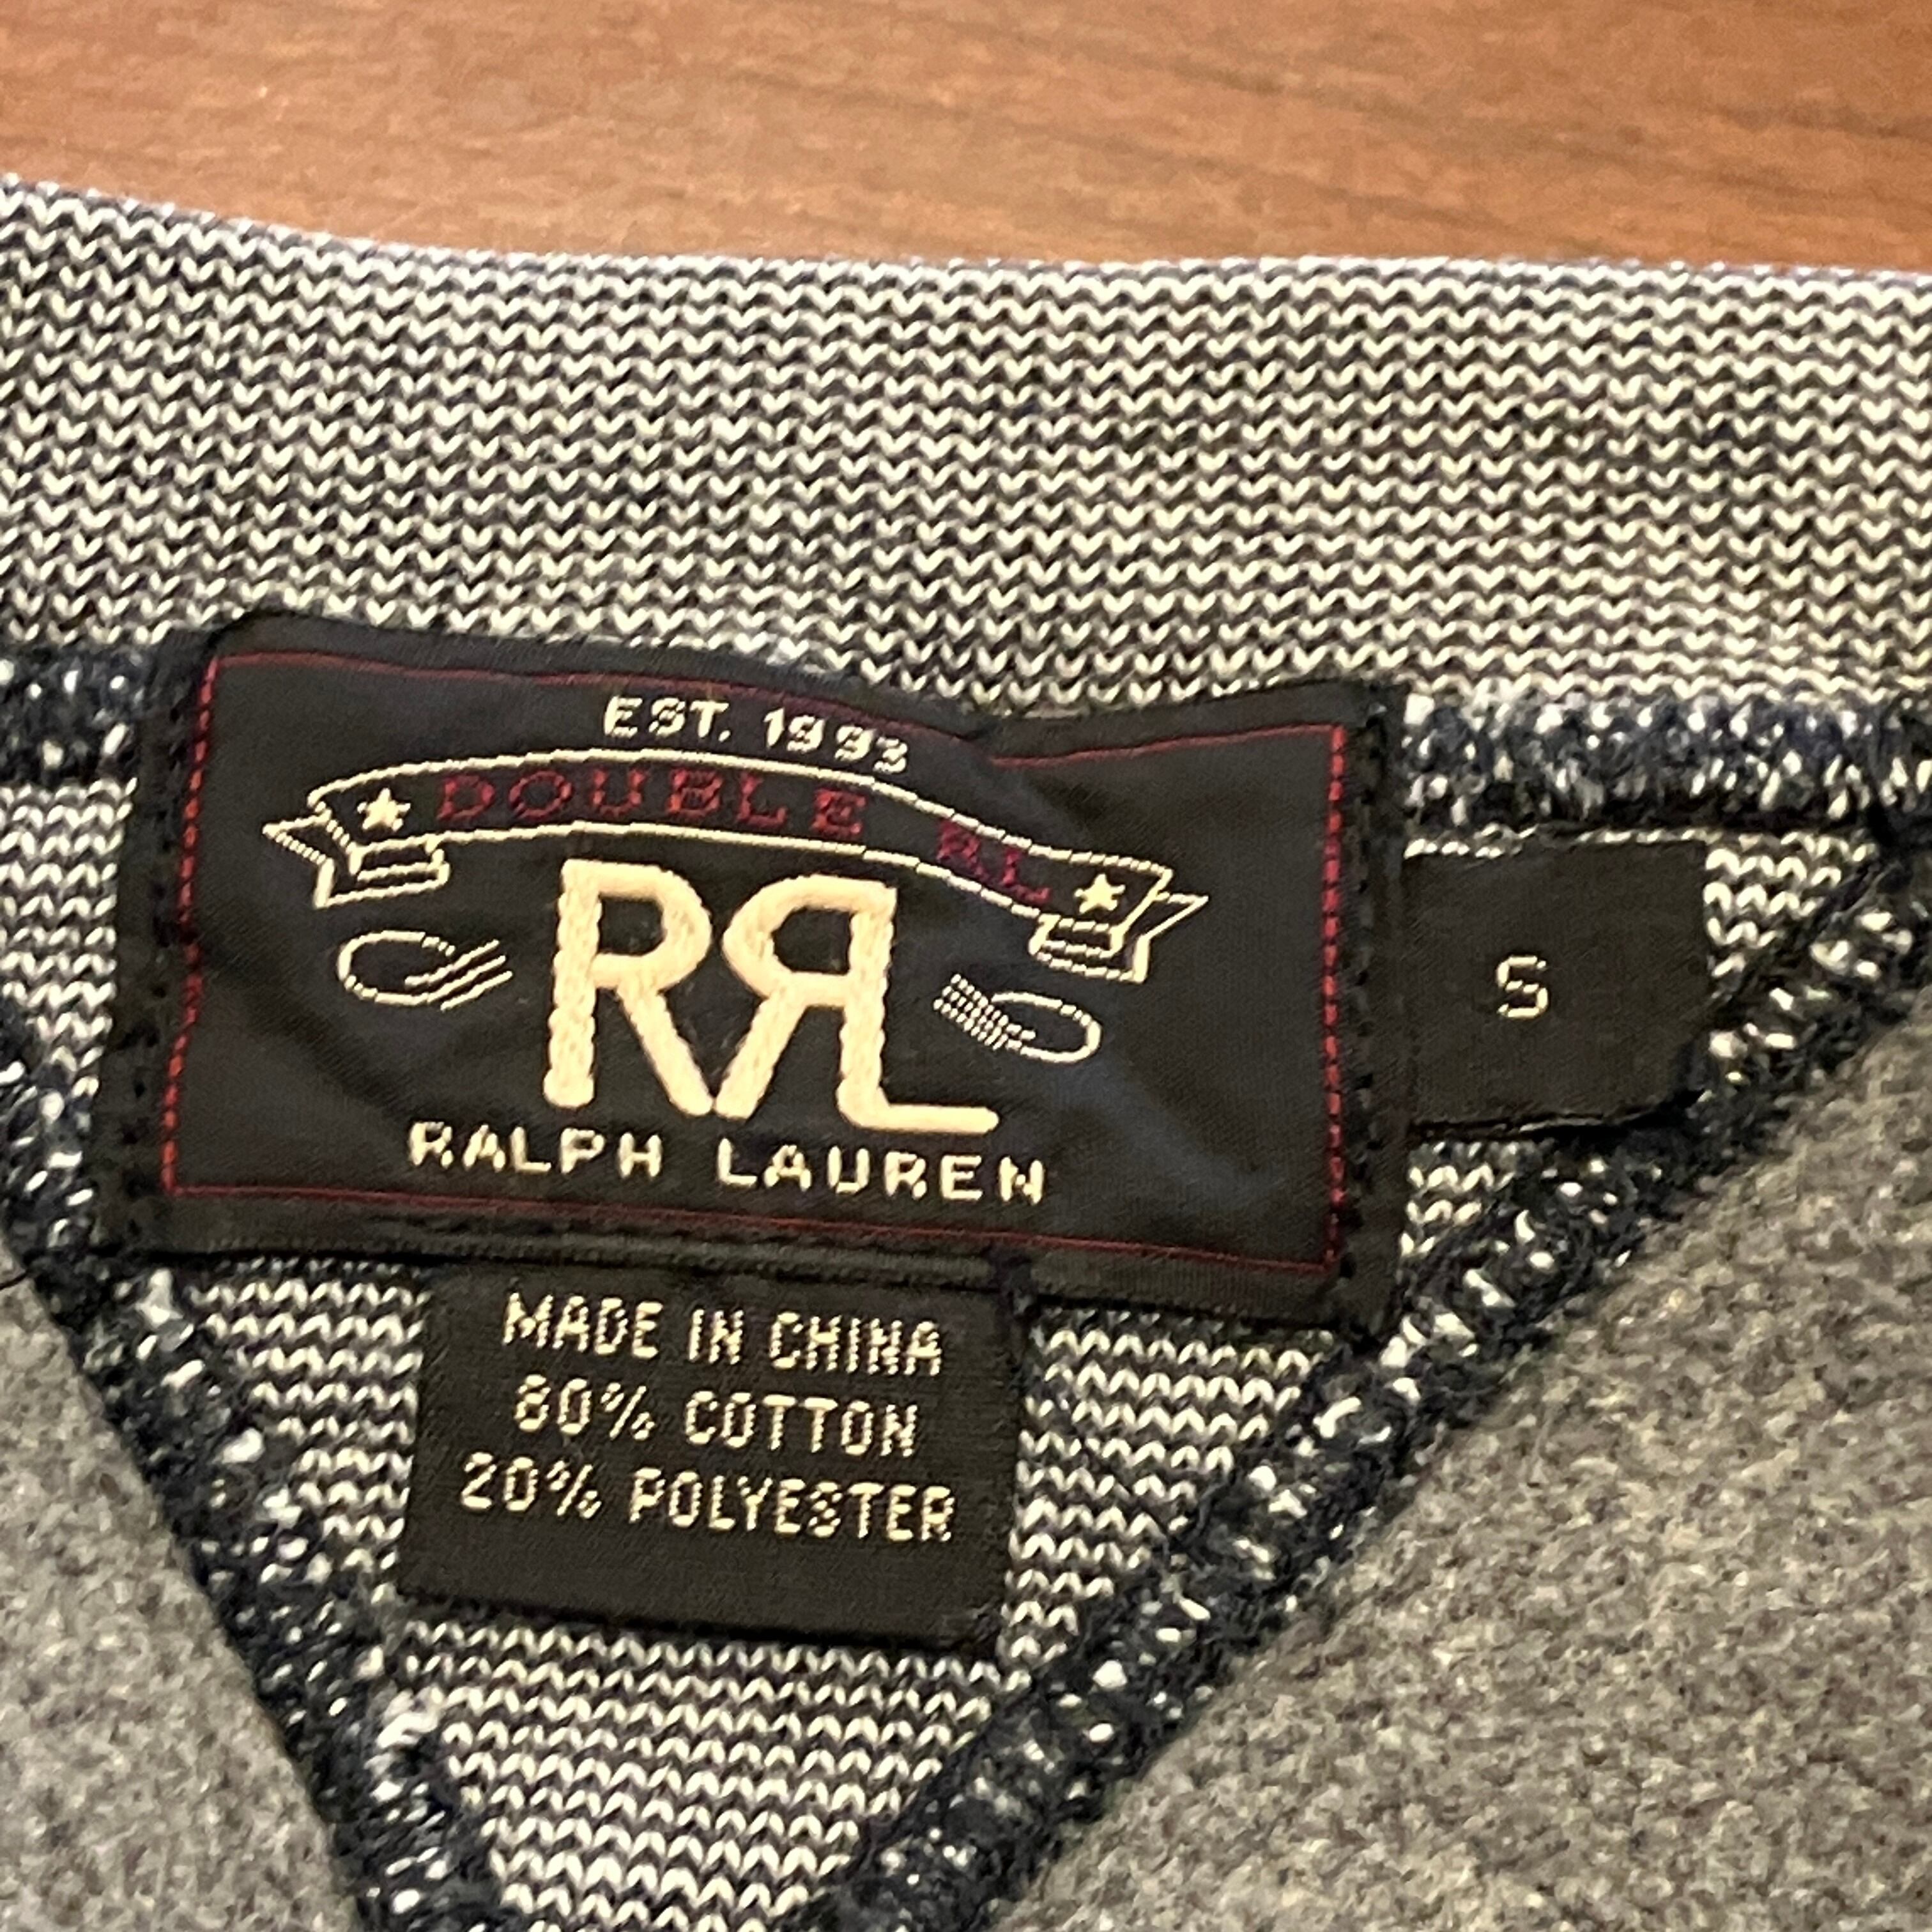 EST. 1993
DOUBLE RL
RRL
RALPH LAUREN
S
MADE IN CHINA
80% COTTON
20% POLYESTER